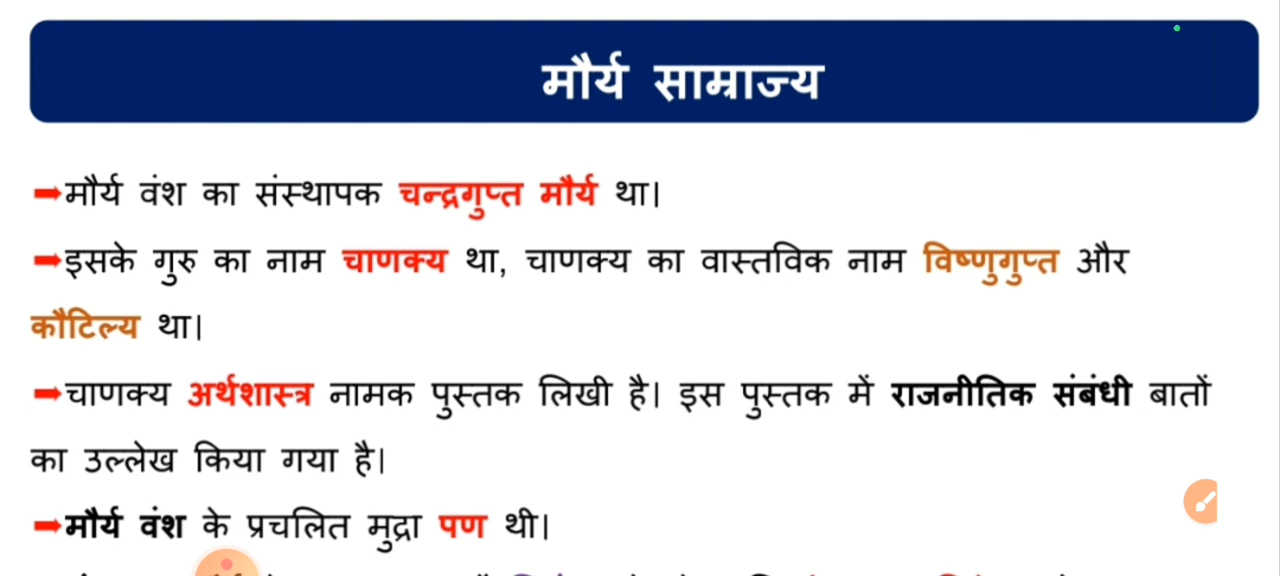 मौर्य साम्राज्य
➡मौर्य वंश का संस्थापक चन्द्रगुप्त मौर्य था।
➡इसके गुरु का नाम चाणक्य था, चाणक्य का वास्तविक नाम विष्णुगुप्त और
कौटिल्य था।
➡चाणक्य अर्थशास्त्र नामक पुस्तक लिखी है। इस पुस्तक में राजनीतिक संबंधी बातों
का उल्लेख किया गया है।
➡मौर्य वंश के प्रचलित मुद्रा पण थी।